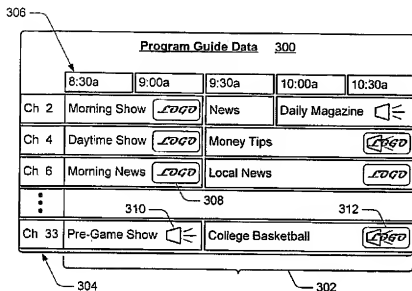 306
Program Guide Data 300
8:30a 9:00a 9:30a 10:00a 10:30a
Ch 2 Morning Show LOGO News Daily Magazine
Ch 4 Daytime Show LOGO Money Tips LOGO
Ch 6 Morning News LOGO Local News LOGO
308
310 312
Ch 33 Pre-Game Show College Basketball LOGO
304 302